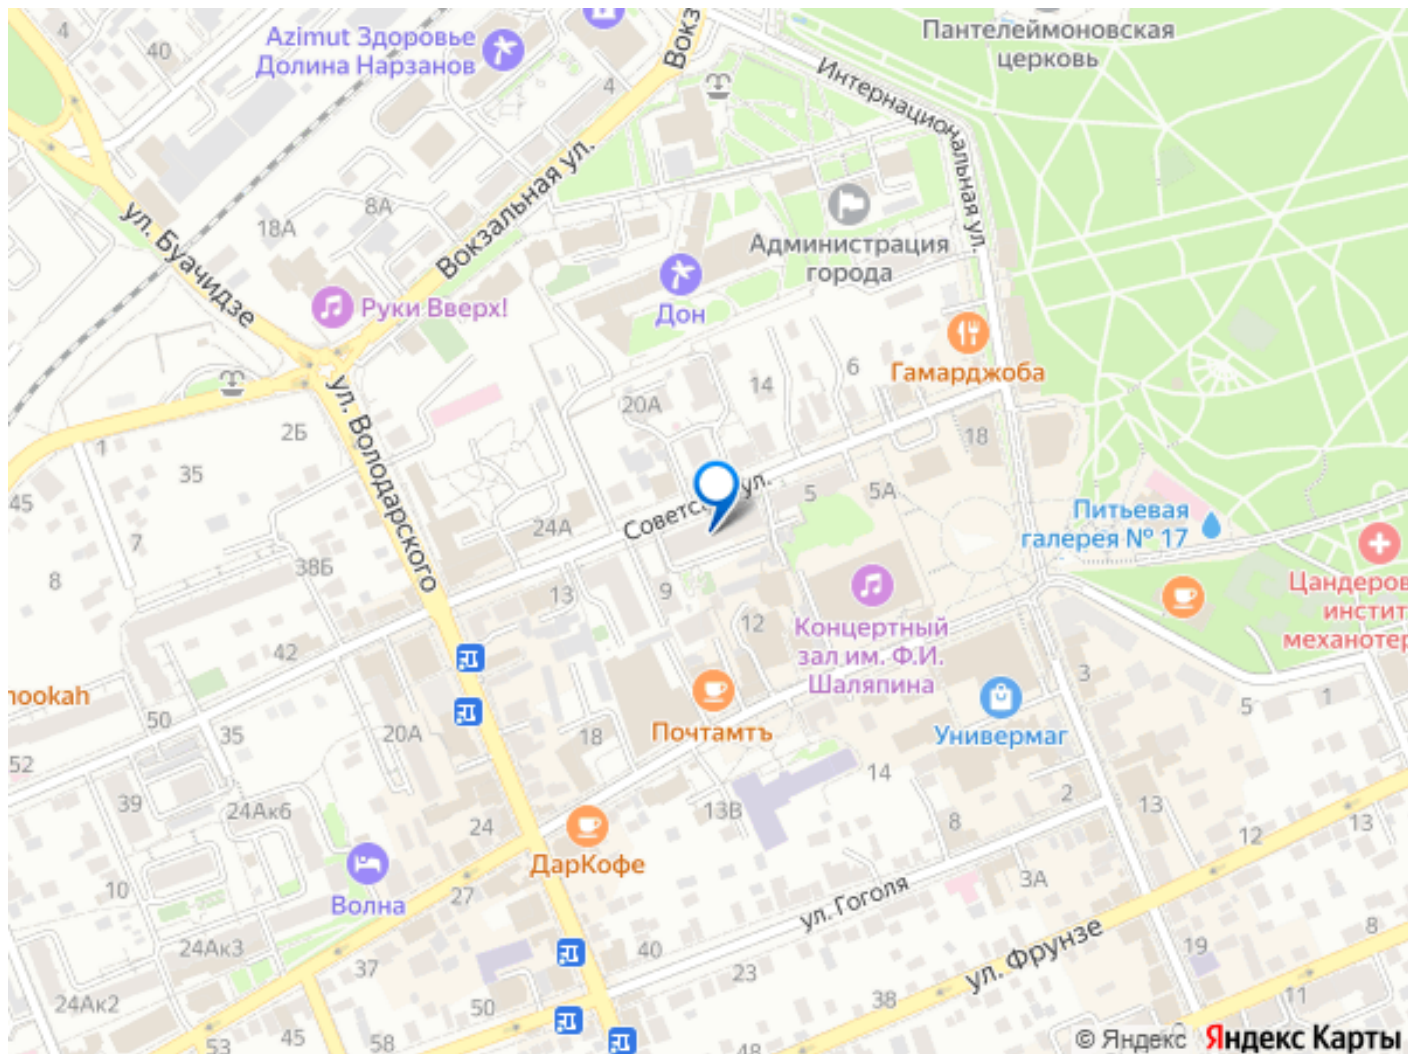 4
40
Azimut Здоровье
Долина Нарзанов
4
Вокз
Пантелеймоновская
церковь
Интернациональная ул.
ул. Буачидзе
18А
8А
Вокзальная ул.
Администрация
города
Руки Вверх!
Дон
Гамарджоба
6
14
20А
18
ул. Володарского
2Б
1
35
45
7
8
38Б
24А
Советская ул.
5
5А
Питьевая
галерея № 17
Цандеров
инстит
механотер
13
9
12
Концертный
зал им. Ф.И.
Шаляпина
42
hookah
50
35
20А
52
Почтамтъ
18
Универмаг
3
5
1
14
39
24Ак6
24
13В
8
2
13
12
13
ДарКофе
10
Волна
27
3А
ул. Гоголя
24Ак3
37
40
23
ул. Фрунзе
19
8
24Ак2
50
38
11
53
45
58
48
© Яндекс Яндекс Карты